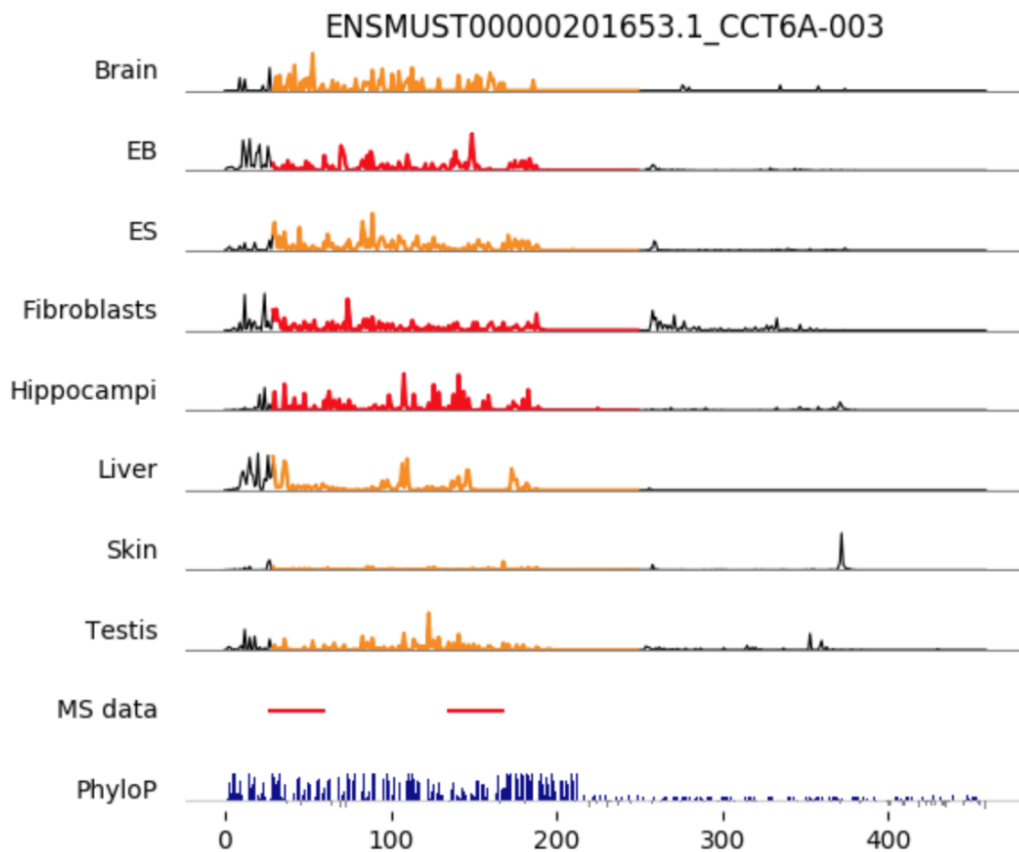 ENSMUST00000201653.1_CCT6A-003
Brain
EB
ES
Fibroblasts
Hippocampi
Liver
Skin
Testis
MS data
PhyloP
0 100 200 300 400